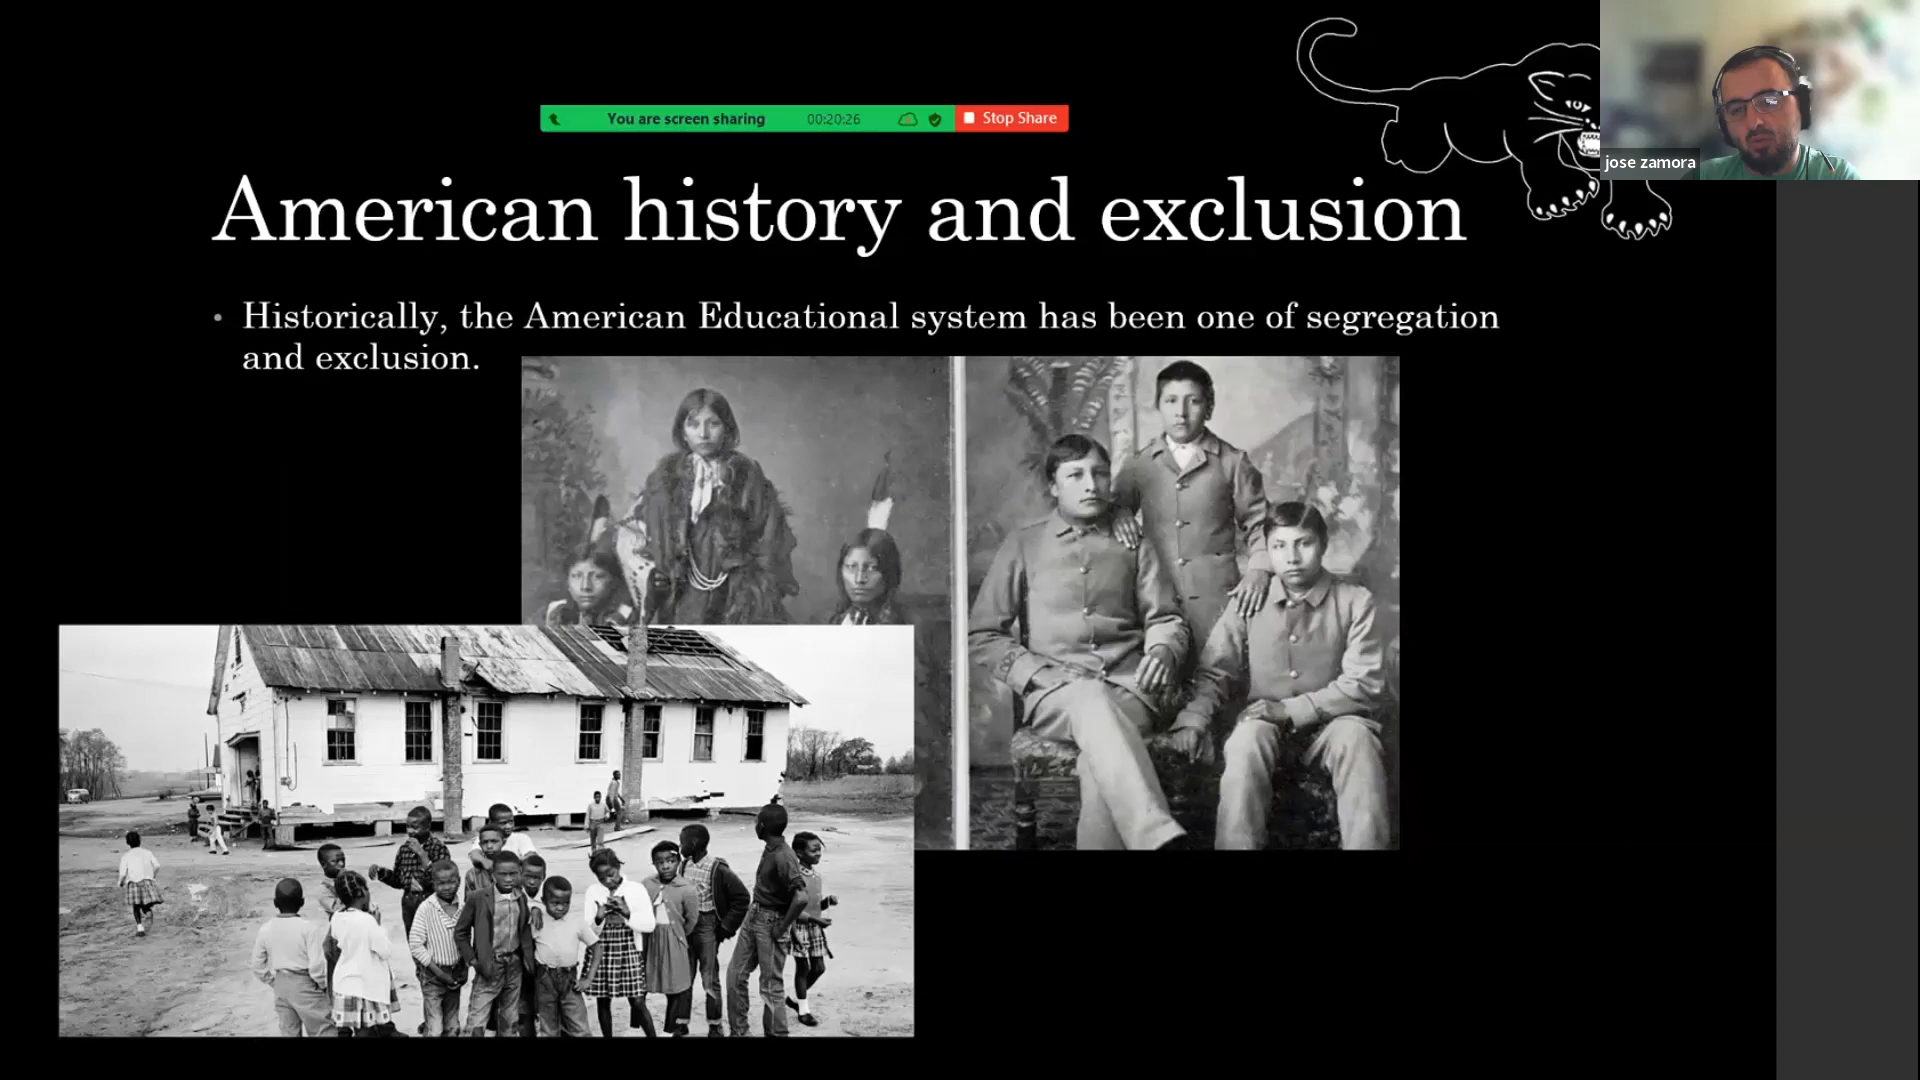 You are screen sharing 00:20:26 Stop Share
jose zamora
American history and exclusion
• Historically, the American Educational system has been one of segregation
and exclusion.